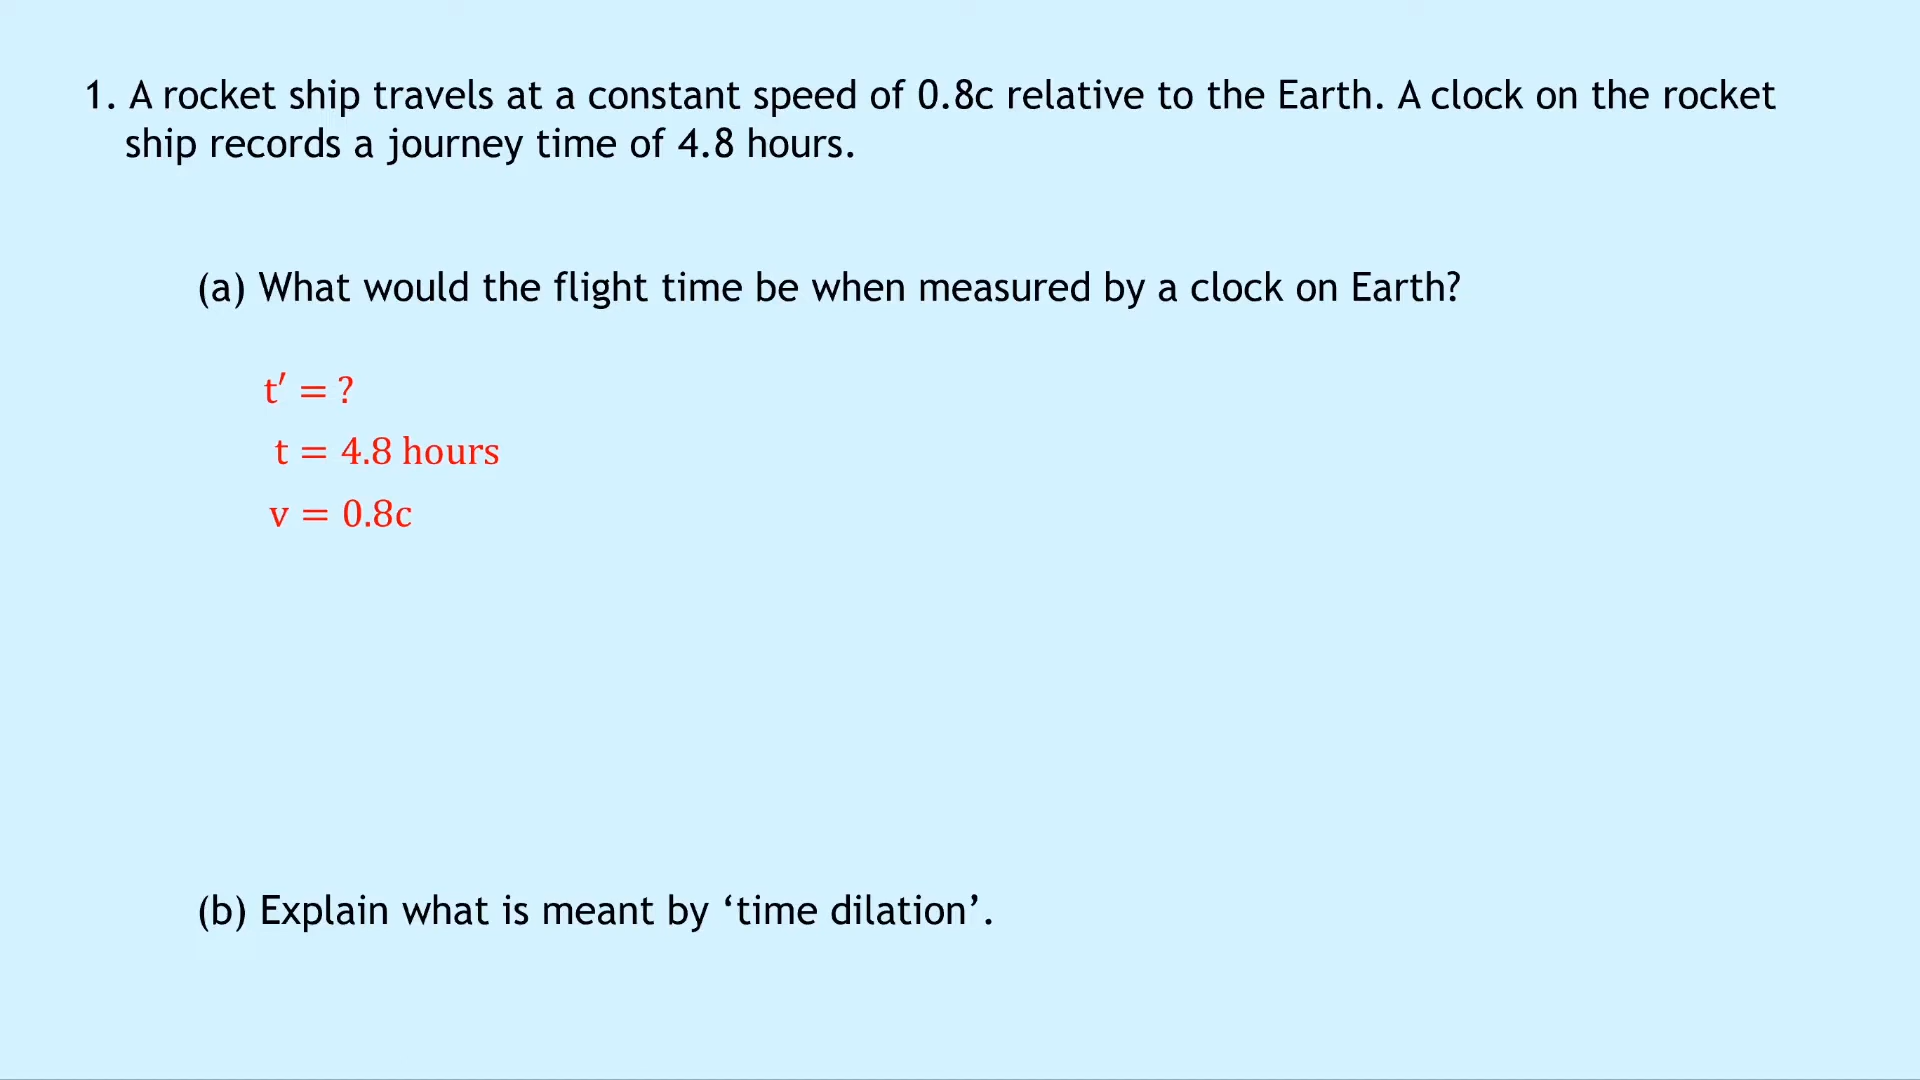 1. A rocket ship travels at a constant speed of 0.8c relative to the Earth. A clock on the rocket
ship records a journey time of 4.8 hours.
(a) What would the flight time be when measured by a clock on Earth?
t′ = ?
t = 4.8 hours
v = 0.8c
(b) Explain what is meant by ‘time dilation’.